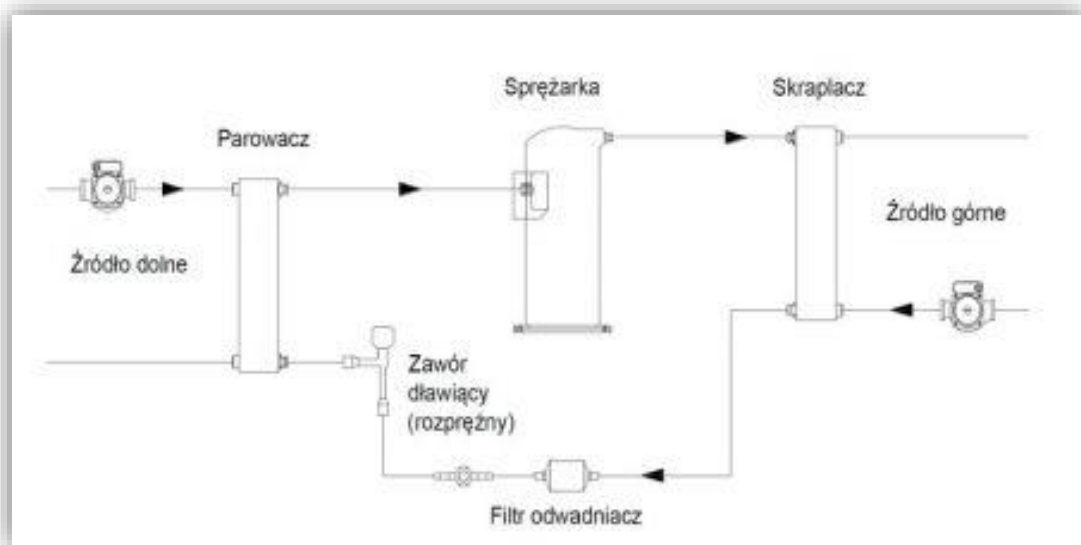 Sprężarka
Skraplacz
Parowacz
Źródło górne
Źródło dolne
Zawór
dławiący
(rozprężny)
Filtr odwadniacz